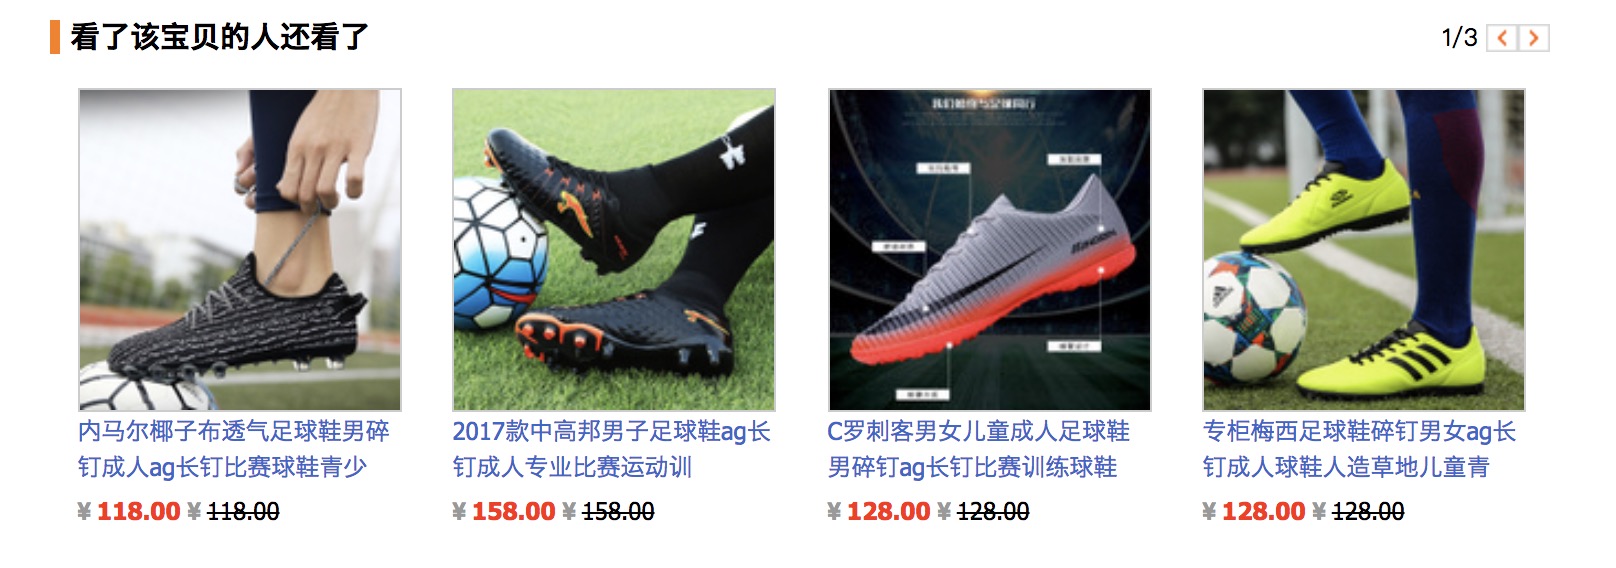 看了该宝贝的人还看了
1/3
内马尔椰子布透气足球鞋男碎
钉成人ag长钉比赛球鞋青少
¥ 118.00 ¥ 118.00
2017款中高邦男子足球鞋ag长
钉成人专业比赛运动训
¥ 158.00 ¥ 158.00
C罗刺客男女儿童成人足球鞋
男碎钉ag长钉比赛训练球鞋
¥ 128.00 ¥ 128.00
专柜梅西足球鞋碎钉男女ag长
钉成人球鞋人造草地儿童青
¥ 128.00 ¥ 128.00